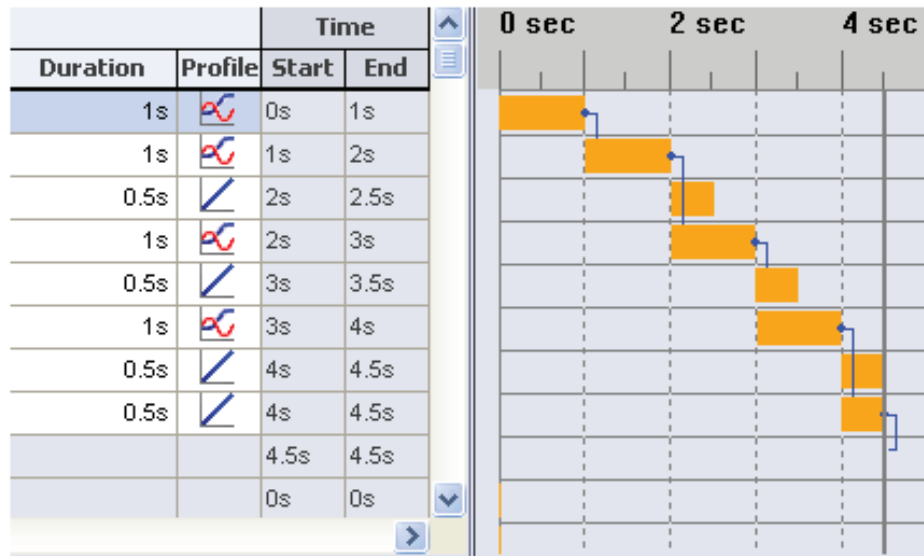 Time 0 sec 2 sec 4 sec
Duration Profile Start End
1s 0s 1s
1s 1s 2s
0.5s 2s 2.5s
1s 2s 3s
0.5s 3s 3.5s
1s 3s 4s
0.5s 4s 4.5s
0.5s 4s 4.5s
4.5s 4.5s
0s 0s